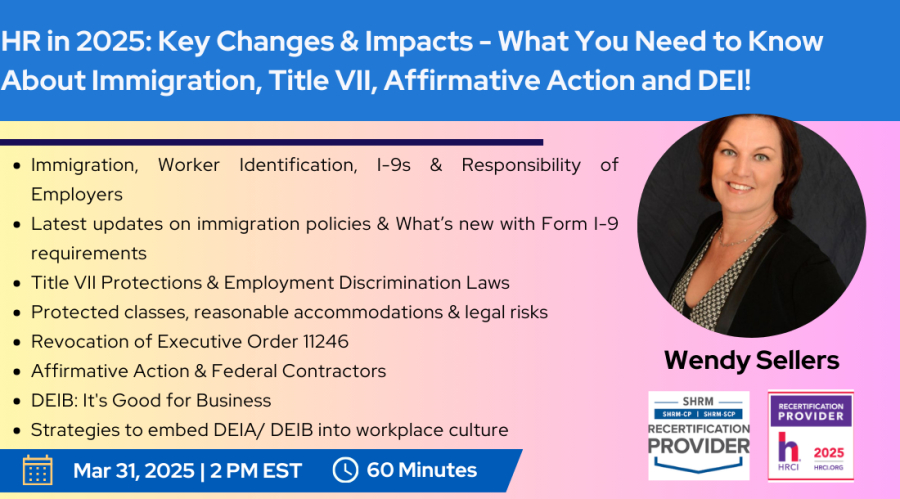 HR in 2025: Key Changes & Impacts - What You Need to Know
About Immigration, Title VII, Affirmative Action and DEI!
Immigration, Worker Identification, I-9s & Responsibility of
Employers
Latest updates on immigration policies & What's new with Form I-9
requirements
Title VII Protections & Employment Discrimination Laws
Protected classes, reasonable accommodations & legal risks
Revocation of Executive Order 11246
Affirmative Action & Federal Contractors
DEIB: It's Good for Business
Strategies to embed DEIA/ DEIB into workplace culture
Mar 31, 2025 | 2 PM EST
60 Minutes
Wendy Sellers
SHRM
SHRM-CP | SHRM-SCP
RECERTIFICATION
PROVIDER
RECERTIFICATION
PROVIDER
h
HRCI
2025
HRCI.ORG